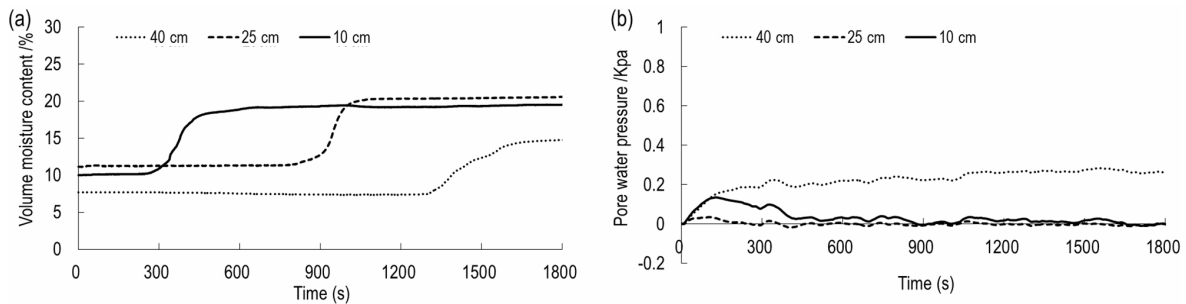 (a)
Volume moisture content /%
30
25
20
15
10
5
0
40 cm 25 cm 10 cm
0 300 600 900 1200 1500 1800
Time (s)
(b)
Pore water pressure /Kpa
1
0.8
0.6
0.4
0.2
0
-0.2
40 cm 25 cm 10 cm
0 300 600 900 1200 1500 1800
Time (s)